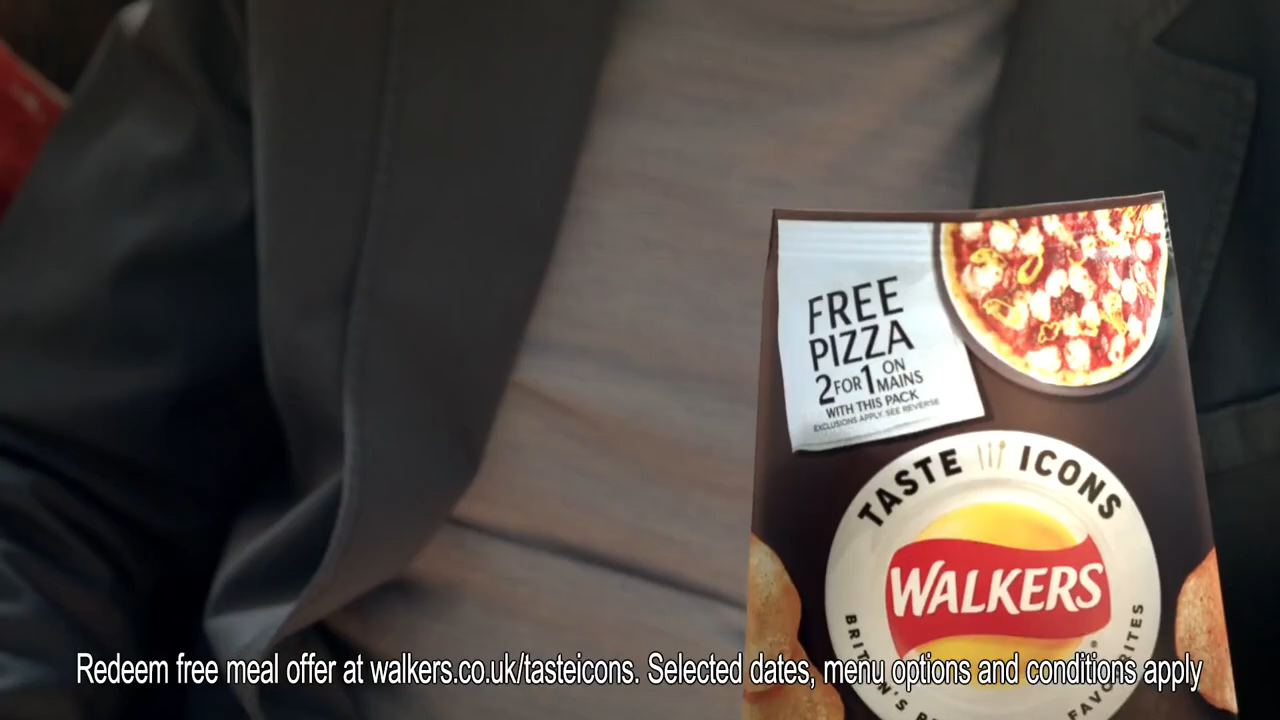 FREE
PIZZA
2 FOR 1 ON MAINS
WITH THIS PACK
EXCLUSIONS APPLY. SEE REVERSE
TASTE ICONS
WALKERS
®
FAVOURITES
Redeem free meal offer at walkers.co.uk/tasteicons. Selected dates, menu options and conditions apply